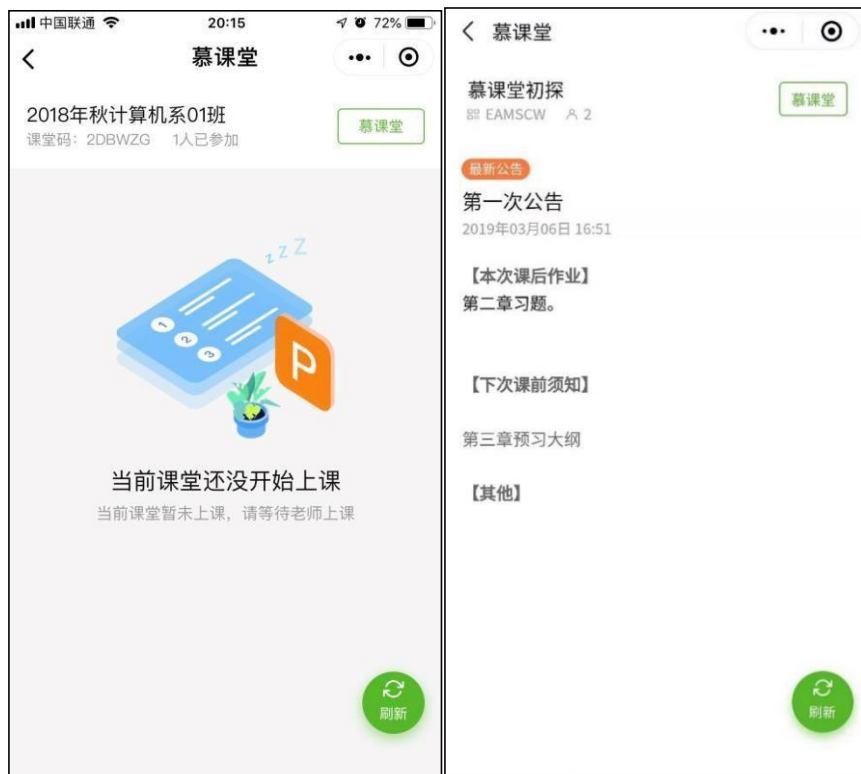 中国联通 20:15 72%
慕课堂
2018年秋计算机系01班
课堂码：2DBWZG 1人已参加
慕课堂
zZZ
1
2
3
P
当前课堂还没开始上课
当前课堂暂未上课，请等待老师上课
刷新
慕课堂
慕课堂初探
EAMSCW 2
慕课堂
最新公告
第一次公告
2019年03月06日 16:51
【本次课后作业】
第二章习题。
【下次课前须知】
第三章预习大纲
【其他】
刷新